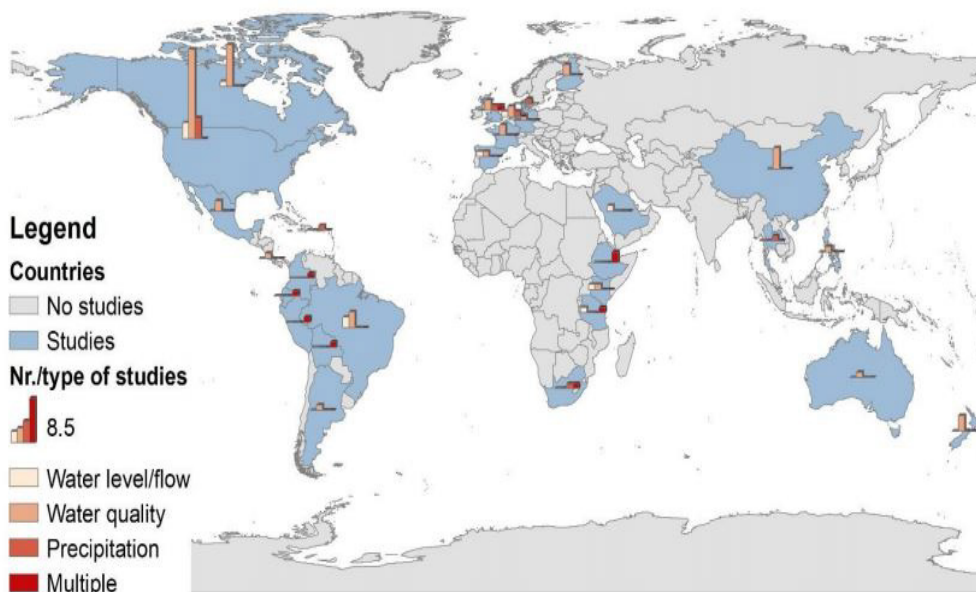 Legend
Countries
No studies
Studies
Nr./type of studies
8.5
Water level/flow
Water quality
Precipitation
Multiple